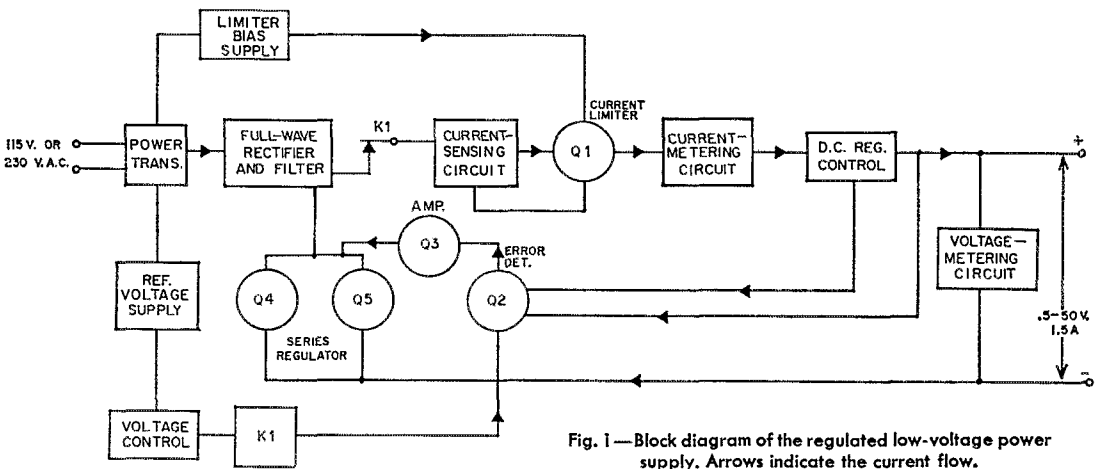 LIMITER
BIAS
SUPPLY
115 V. OR
230 V. A.C.
POWER
TRANS.
FULL-WAVE
RECTIFIER
AND FILTER
K1
CURRENT-
SENSING
CIRCUIT
CURRENT
LIMITER
Q1
CURRENT-
METERING
CIRCUIT
D.C. REG.
CONTROL
+
AMP.
Q3
ERROR
DET.
Q2
VOLTAGE-
METERING
CIRCUIT
REF.
VOLTAGE
SUPPLY
Q4
Q5
SERIES
REGULATOR
.5-50 V.
1.5 A
-
VOLTAGE
CONTROL
K1
Fig. 1—Block diagram of the regulated low-voltage power
supply. Arrows indicate the current flow.